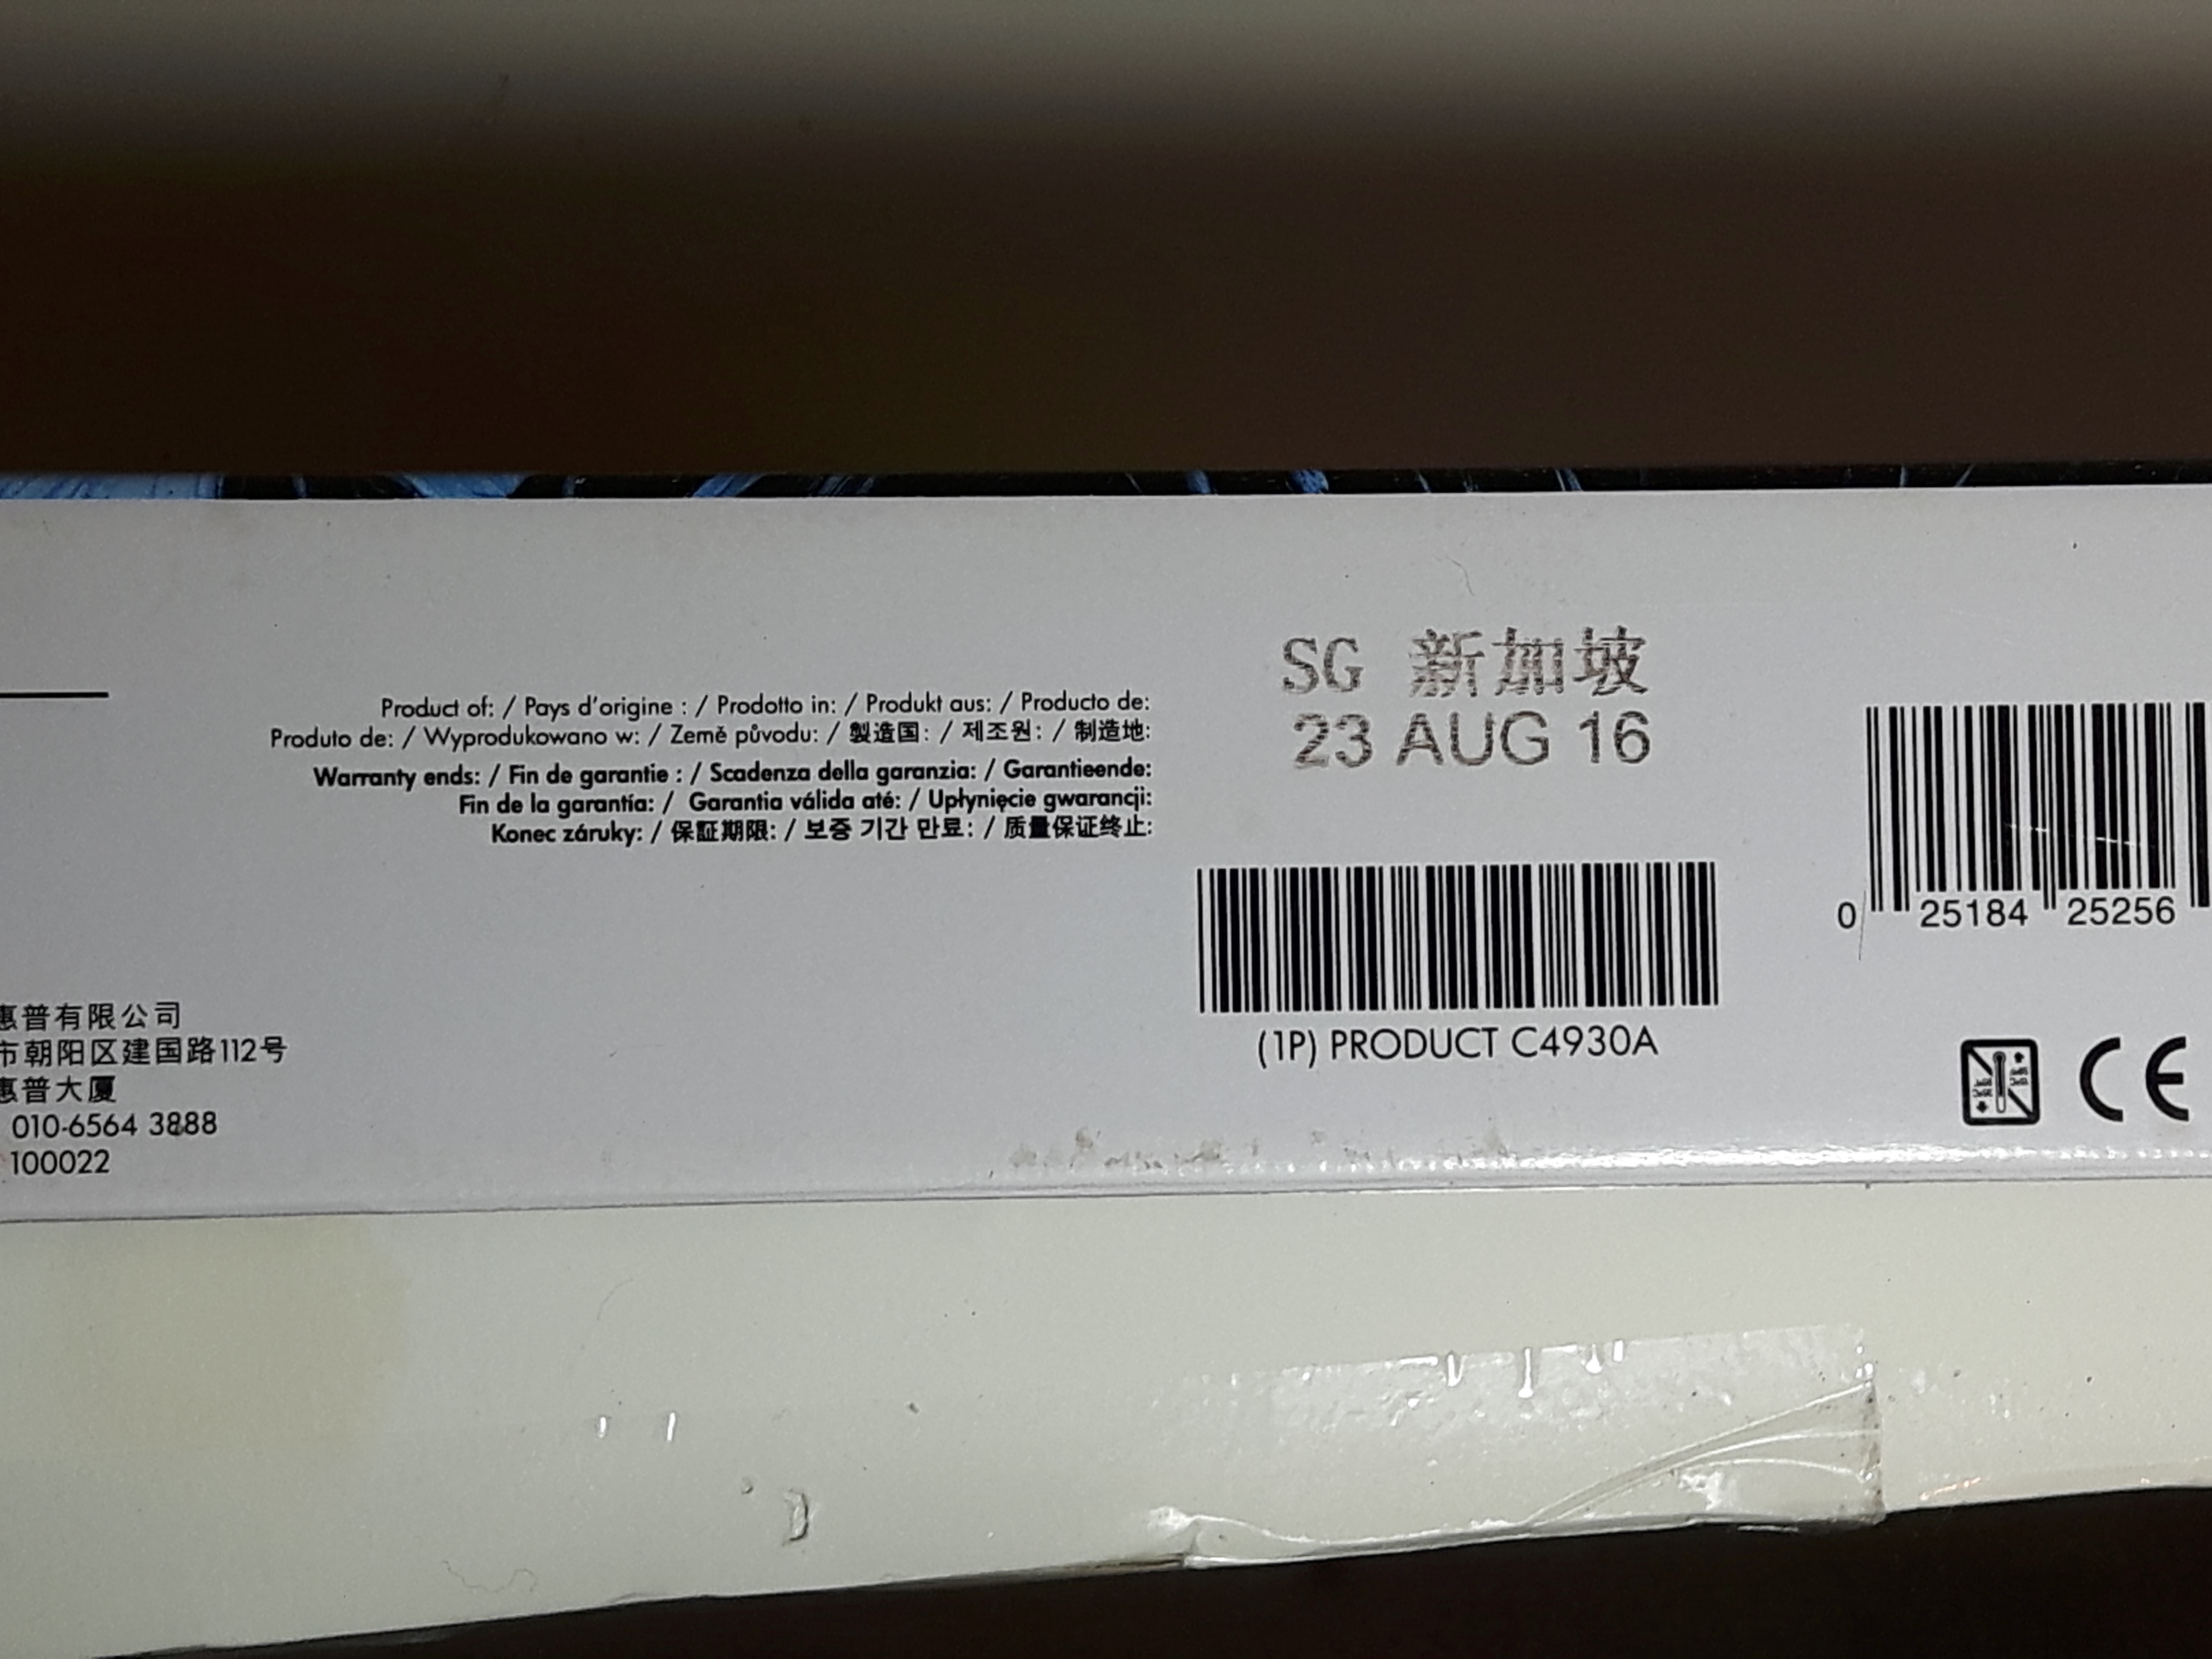 Product of: / Pays d'origine : / Prodotto in: / Produkt aus: / Producto de:
Produto de: / Wyprodukowano w: / Země původu: / 製造国: / 제조원: / 制造地:
Warranty ends: / Fin de garantie : / Scadenza della garanzia: / Garantieende:
Fin de la garantía: / Garantia válida até: / Upłynięcie gwarancji:
Konec záruky: / 保証期限: / 보증 기간 만료: / 质量保证终止:
SG 新加坡
23 AUG 16
(1P) PRODUCT C4930A
0 25184 25256
惠普有限公司
市朝阳区建国路112号
惠普大厦
010-6564 3888
100022
CE